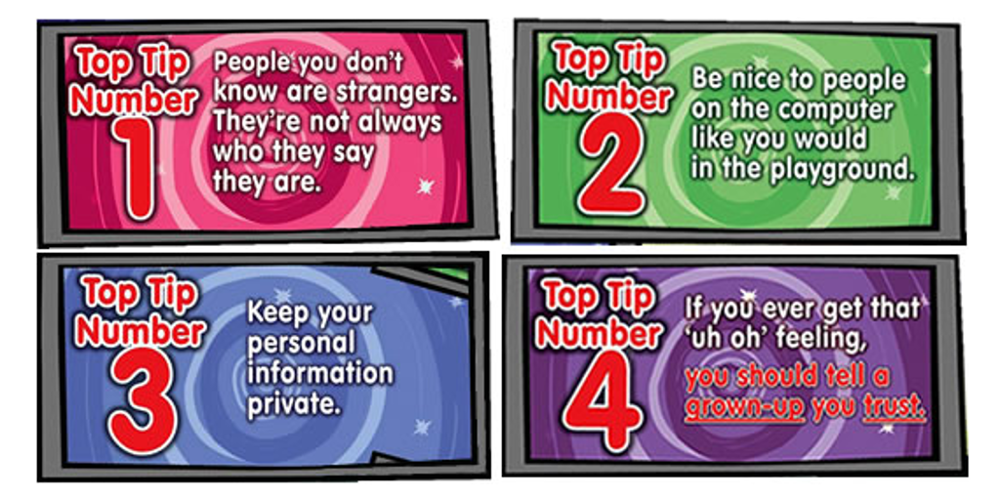 Top Tip
Number
1
People you don't
know are strangers.
They're not always
who they say
they are.
Top Tip
Number
2
Be nice to people
on the computer
like you would
in the playground.
Top Tip
Number
3
Keep your
personal
information
private.
Top Tip
Number
4
If you ever get that
'uh oh' feeling,
you should tell a
grown-up you trust.